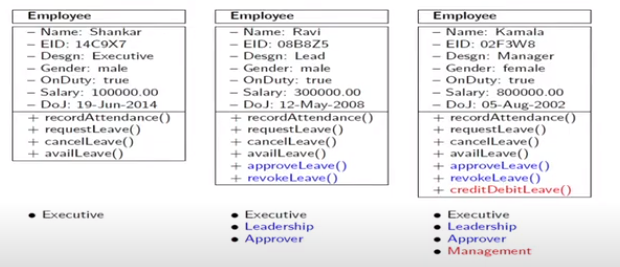 Employee
– Name: Shankar
– EID: 14C9X7
– Desgn: Executive
– Gender: male
– OnDuty: true
– Salary: 100000.00
– DoJ: 19-Jun-2014
+ recordAttendance()
+ requestLeave()
+ cancelLeave()
+ availLeave()
• Executive
Employee
– Name: Ravi
– EID: 08B8Z5
– Desgn: Lead
– Gender: male
– OnDuty: true
– Salary: 300000.00
– DoJ: 12-May-2008
+ recordAttendance()
+ requestLeave()
+ cancelLeave()
+ availLeave()
+ approveLeave()
+ revokeLeave()
• Executive
• Leadership
• Approver
Employee
– Name: Kamala
– EID: 02F3W8
– Desgn: Manager
– Gender: female
– OnDuty: true
– Salary: 800000.00
– DoJ: 05-Aug-2002
+ recordAttendance()
+ requestLeave()
+ cancelLeave()
+ availLeave()
+ approveLeave()
+ revokeLeave()
+ creditDebitLeave()
• Executive
• Leadership
• Approver
• Management